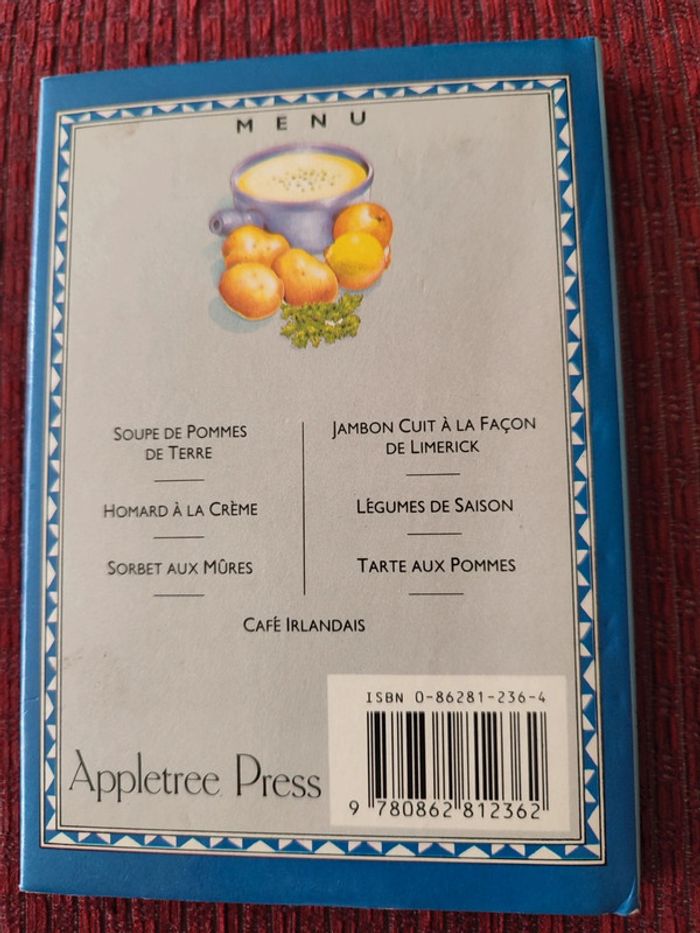 MENU
SOUPE DE POMMES
DE TERRE
HOMARD À LA CRÈME
SORBET AUX MÛRES
JAMBON CUIT À LA FAÇON
DE LIMERICK
LÉGUMES DE SAISON
TARTE AUX POMMES
CAFÉ IRLANDAIS
ISBN 0-86281-236-4
Appletree Press
9 780862 812362